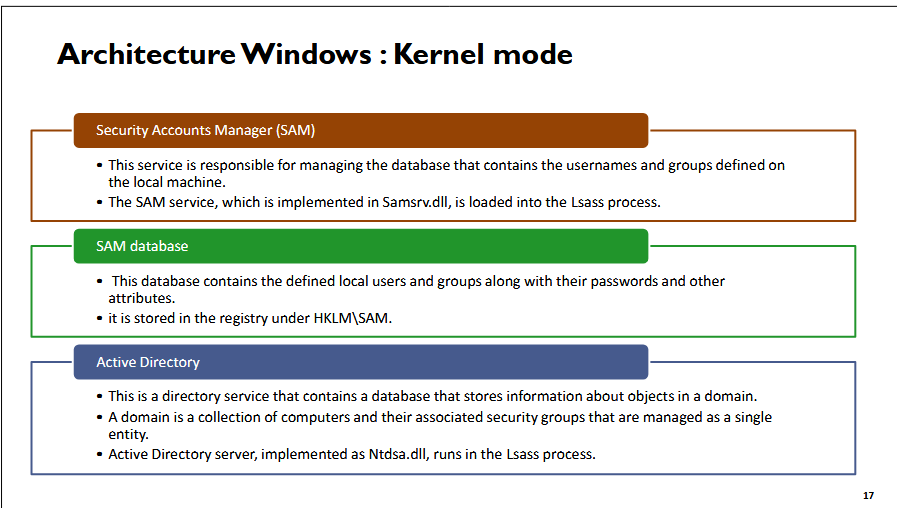 Architecture Windows : Kernel mode
Security Accounts Manager (SAM)
• This service is responsible for managing the database that contains the usernames and groups defined on
the local machine.
• The SAM service, which is implemented in Samsrv.dll, is loaded into the Lsass process.
SAM database
• This database contains the defined local users and groups along with their passwords and other
attributes.
• it is stored in the registry under HKLM\SAM.
Active Directory
• This is a directory service that contains a database that stores information about objects in a domain.
• A domain is a collection of computers and their associated security groups that are managed as a single
entity.
• Active Directory server, implemented as Ntdsa.dll, runs in the Lsass process.
17